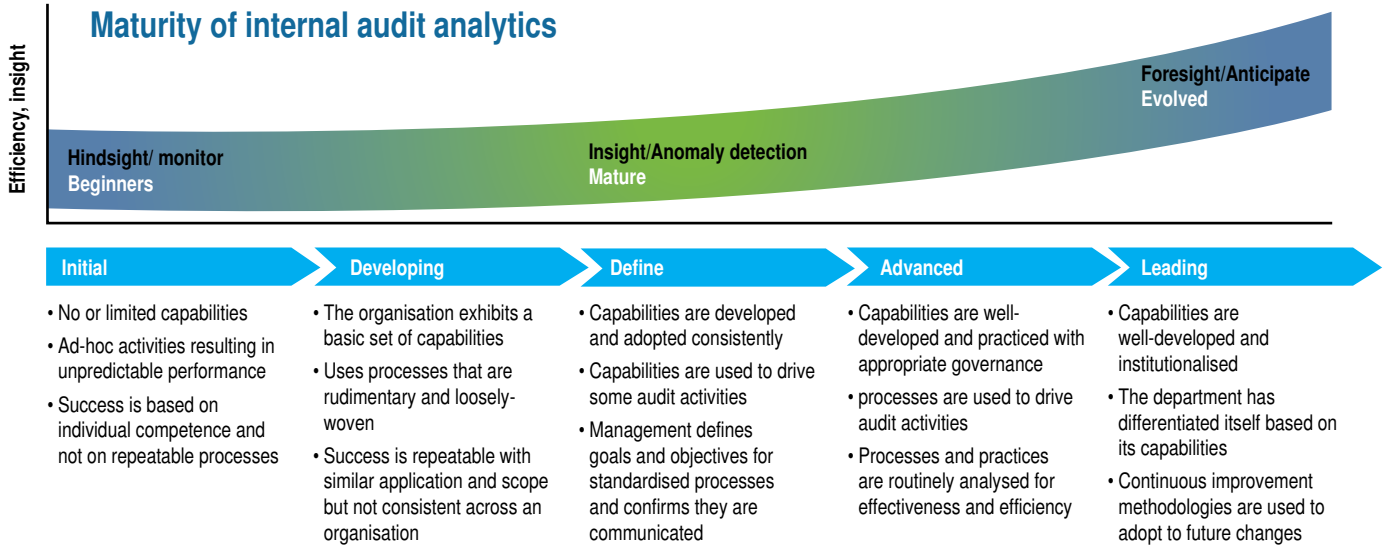 Maturity of internal audit analytics
Efficiency, insight
Hindsight/ monitor
Beginners
Insight/Anomaly detection
Mature
Foresight/Anticipate
Evolved
Initial
• No or limited capabilities
• Ad-hoc activities resulting in
unpredictable performance
• Success is based on
individual competence and
not on repeatable processes
Developing
• The organisation exhibits a
basic set of capabilities
• Uses processes that are
rudimentary and loosely-
woven
• Success is repeatable with
similar application and scope
but not consistent across an
organisation
Define
• Capabilities are developed
and adopted consistently
• Capabilities are used to drive
some audit activities
• Management defines
goals and objectives for
standardised processes
and confirms they are
communicated
Advanced
• Capabilities are well-
developed and practiced with
appropriate governance
• processes are used to drive
audit activities
• Processes and practices
are routinely analysed for
effectiveness and efficiency
Leading
• Capabilities are
well-developed and
institutionalised
• The department has
differentiated itself based on
its capabilities
• Continuous improvement
methodologies are used to
adopt to future changes